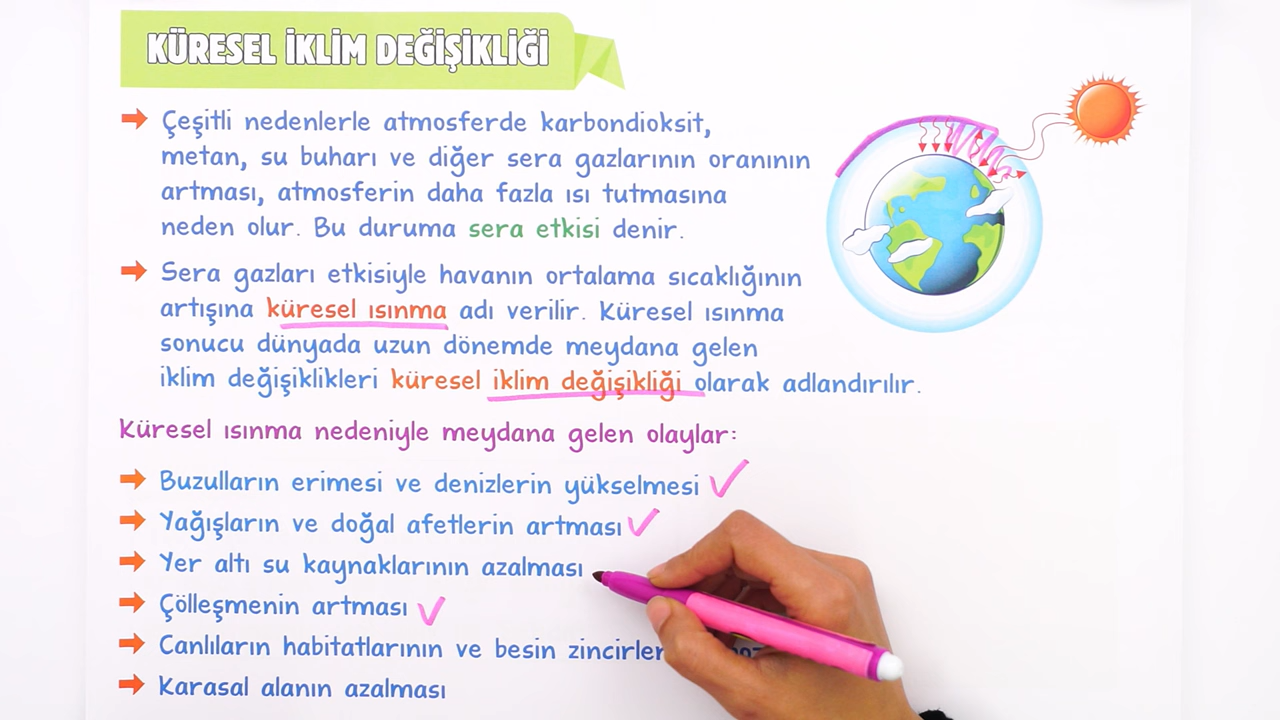 KÜRESEL İKLİM DEĞİŞİKLİĞİ
Çeşitli nedenlerle atmosferde karbondioksit,
metan, su buharı ve diğer sera gazlarının oranının
artması, atmosferin daha fazla ısı tutmasına
neden olur. Bu duruma sera etkisi denir.
Sera gazları etkisiyle havanın ortalama sıcaklığının
artışına küresel ısınma adı verilir. Küresel ısınma
sonucu dünyada uzun dönemde meydana gelen
iklim değişiklikleri küresel iklim değişikliği olarak adlandırılır.
Küresel ısınma nedeniyle meydana gelen olaylar:
Buzulların erimesi ve denizlerin yükselmesi
Yağışların ve doğal afetlerin artması
Yer altı su kaynaklarının azalması
Çölleşmenin artması
Canlıların habitatlarının ve besin
Karasal alanın azalması